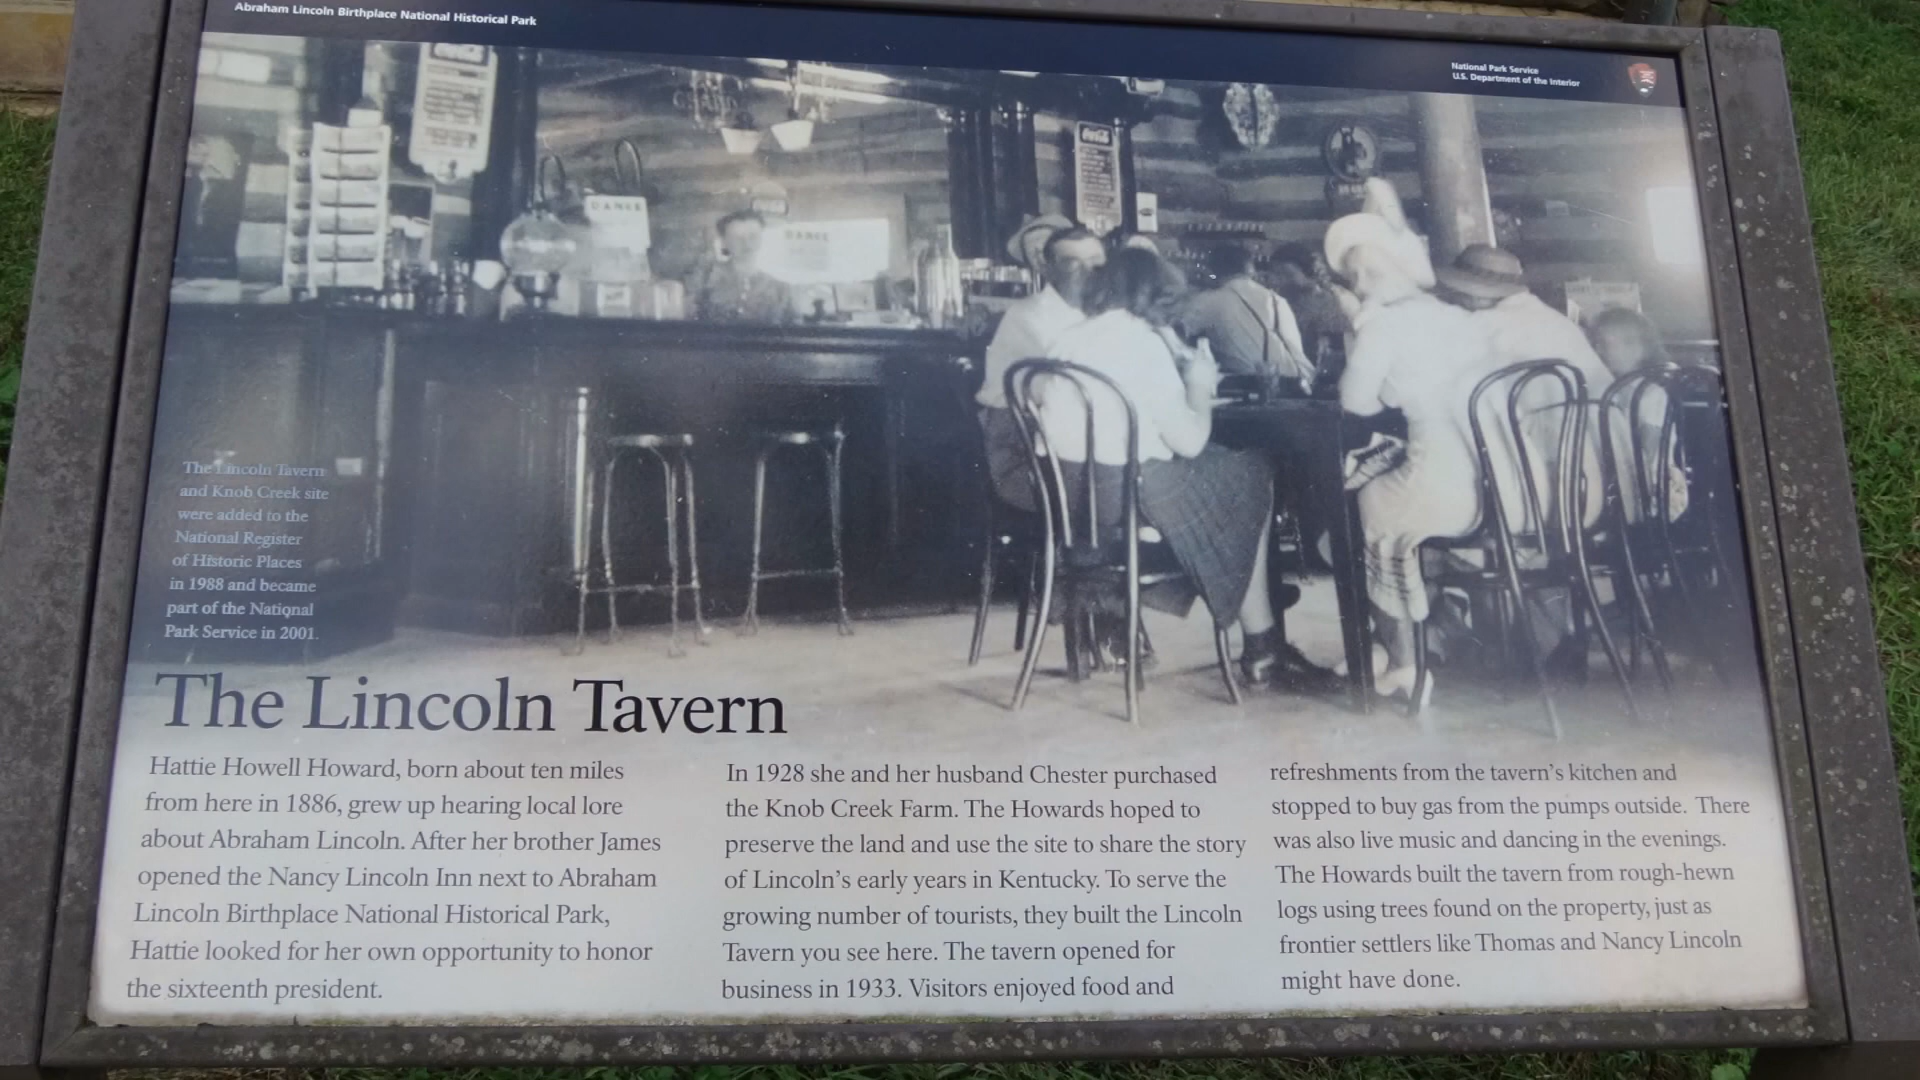 Abraham Lincoln Birthplace National Historical Park
National Park Service
U.S. Department of the Interior
Coca-Cola
Coca-Cola
DANCE
DANCE
The Lincoln Tavern
and Knob Creek site
were added to the
National Register
of Historic Places
in 1988 and became
part of the National
Park Service in 2001.
The Lincoln Tavern
Hattie Howell Howard, born about ten miles
from here in 1886, grew up hearing local lore
about Abraham Lincoln. After her brother James
opened the Nancy Lincoln Inn next to Abraham
Lincoln Birthplace National Historical Park,
Hattie looked for her own opportunity to honor
the sixteenth president.
In 1928 she and her husband Chester purchased
the Knob Creek Farm. The Howards hoped to
preserve the land and use the site to share the story
of Lincoln's early years in Kentucky. To serve the
growing number of tourists, they built the Lincoln
Tavern you see here. The tavern opened for
business in 1933. Visitors enjoyed food and
refreshments from the tavern's kitchen and
stopped to buy gas from the pumps outside. There
was also live music and dancing in the evenings.
The Howards built the tavern from rough-hewn
logs using trees found on the property, just as
frontier settlers like Thomas and Nancy Lincoln
might have done.